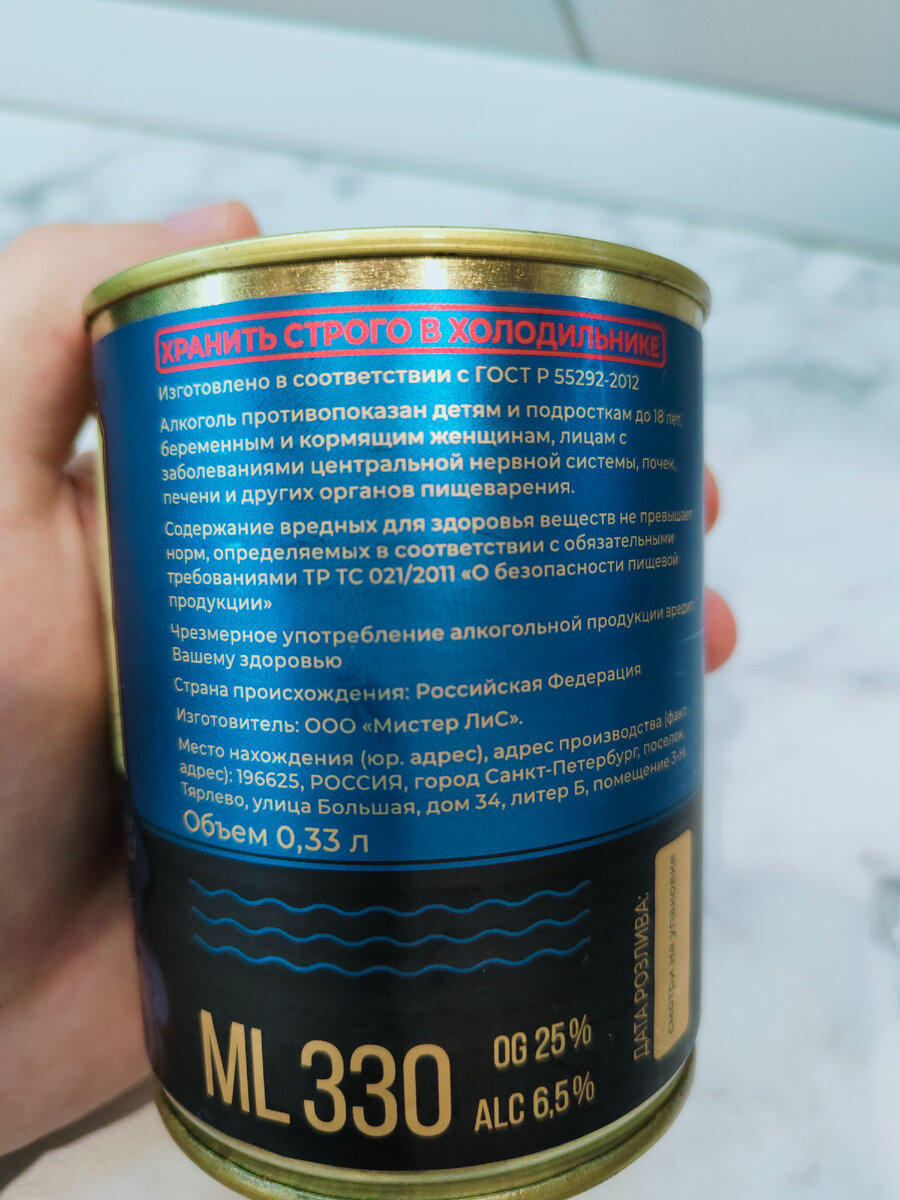 ХРАНИТЬ СТРОГО В ХОЛОДИЛЬНИКЕ
Изготовлено в соответствии с ГОСТ Р 55292-2012
Алкоголь противопоказан детям и подросткам до 18 лет,
беременным и кормящим женщинам, лицам с
заболеваниями центральной нервной системы, почек,
печени и других органов пищеварения.
Содержание вредных для здоровья веществ не превышает
норм, определяемых в соответствии с обязательными
требованиями ТР ТС 021/2011 «О безопасности пищевой
продукции»
Чрезмерное употребление алкогольной продукции вредит
Вашему здоровью
Страна происхождения: Российская Федерация
Изготовитель: ООО «Мистер ЛиС».
Место нахождения (юр. адрес), адрес производства (факт.
адрес): 196625, РОССИЯ, город Санкт-Петербург, поселок
Тярлево, улица Большая, дом 34, литер Б, помещение 3-Н.
Объем 0,33 л
ML 330
OG 25%
ALC 6,5%
ДАТА РОЗЛИВА:
смотри на упаковке